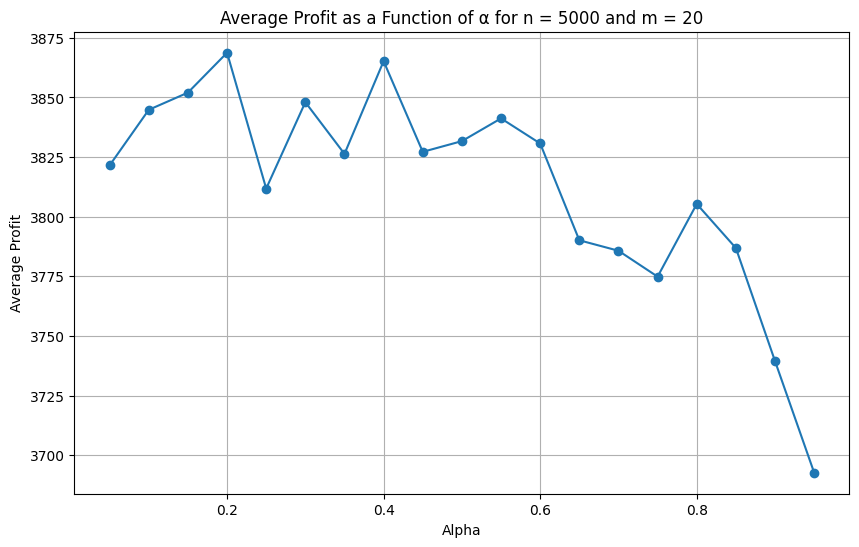 Average Profit as a Function of α for n = 5000 and m = 20
Average Profit
3875
3850
3825
3800
3775
3750
3725
3700
0.2 0.4 0.6 0.8
Alpha